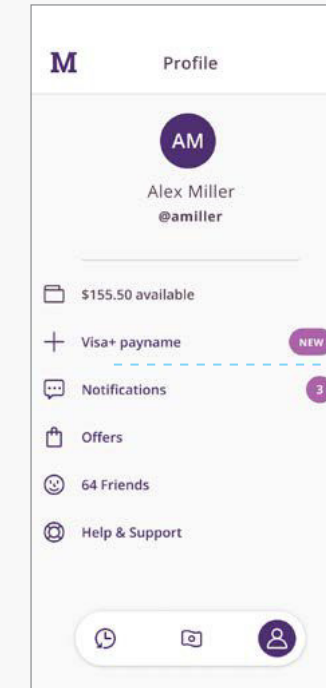 M Profile
AM
Alex Miller
@amiller
$155.50 available
Visa+ payname NEW
Notifications 3
Offers
64 Friends
Help & Support